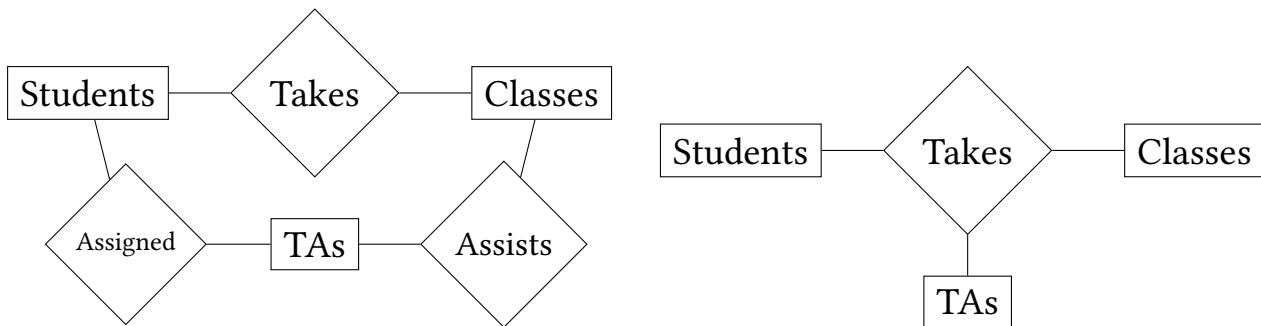 Students Takes Classes
Assigned TAs Assists
Students Takes Classes
TAs